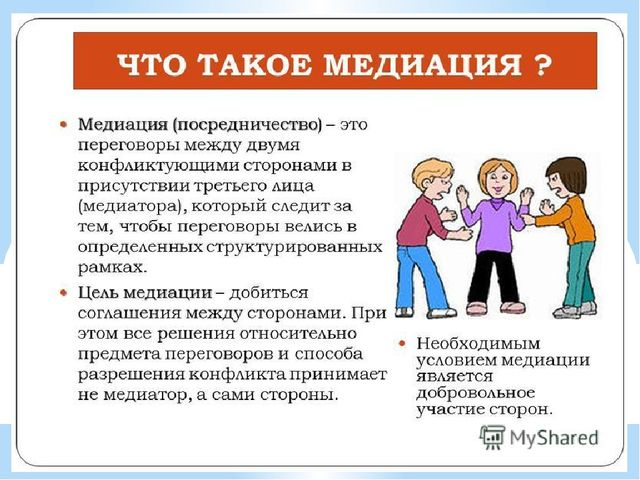 ЧТО ТАКОЕ МЕДИАЦИЯ ?
Медиация (посредничество) – это
переговоры между двумя
конфликтующими сторонами в
присутствии третьего лица
(медиатора), который следит за
тем, чтобы переговоры велись в
определенных структурированных
рамках.
Цель медиации – добиться
соглашения между сторонами. При
этом все решения относительно
предмета переговоров и способа
разрешения конфликта принимает
не медиатор, а сами стороны.
Необходимым
условием медиации
является
добровольное
участие сторон.
MyShared